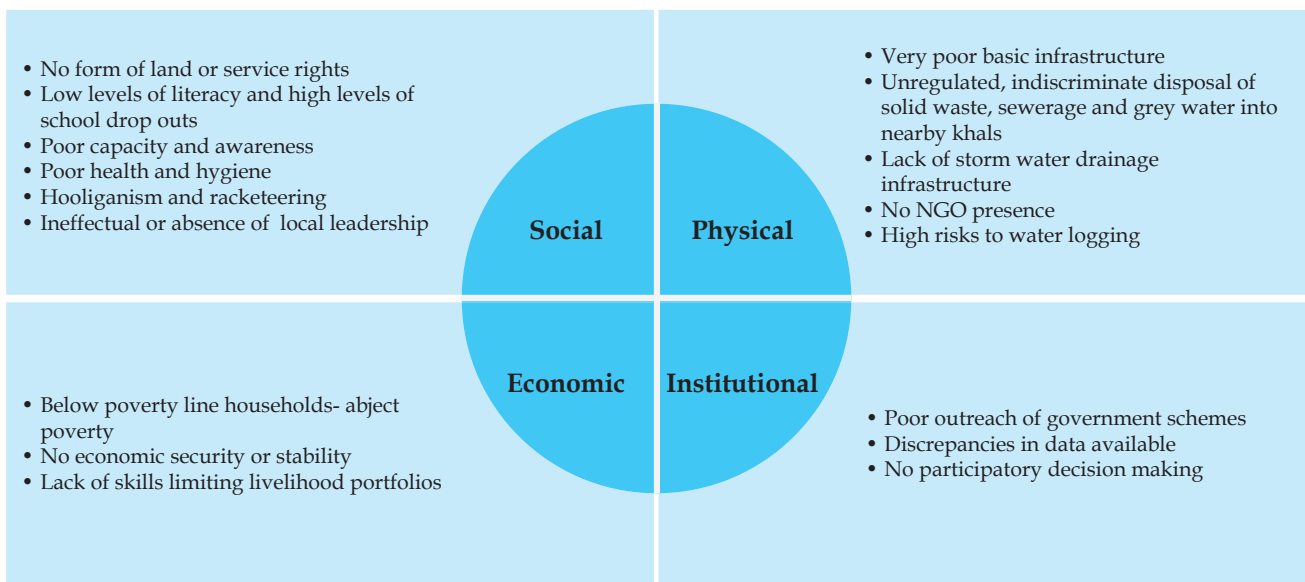 • No form of land or service rights
• Low levels of literacy and high levels of
school drop outs
• Poor capacity and awareness
• Poor health and hygiene
• Hooliganism and racketeering
• Ineffectual or absence of local leadership
Social
Physical
• Very poor basic infrastructure
• Unregulated, indiscriminate disposal of
solid waste, sewerage and grey water into
nearby khals
• Lack of storm water drainage
infrastructure
• No NGO presence
• High risks to water logging
Economic
Institutional
• Below poverty line households- abject
poverty
• No economic security or stability
• Lack of skills limiting livelihood portfolios
• Poor outreach of government schemes
• Discrepancies in data available
• No participatory decision making